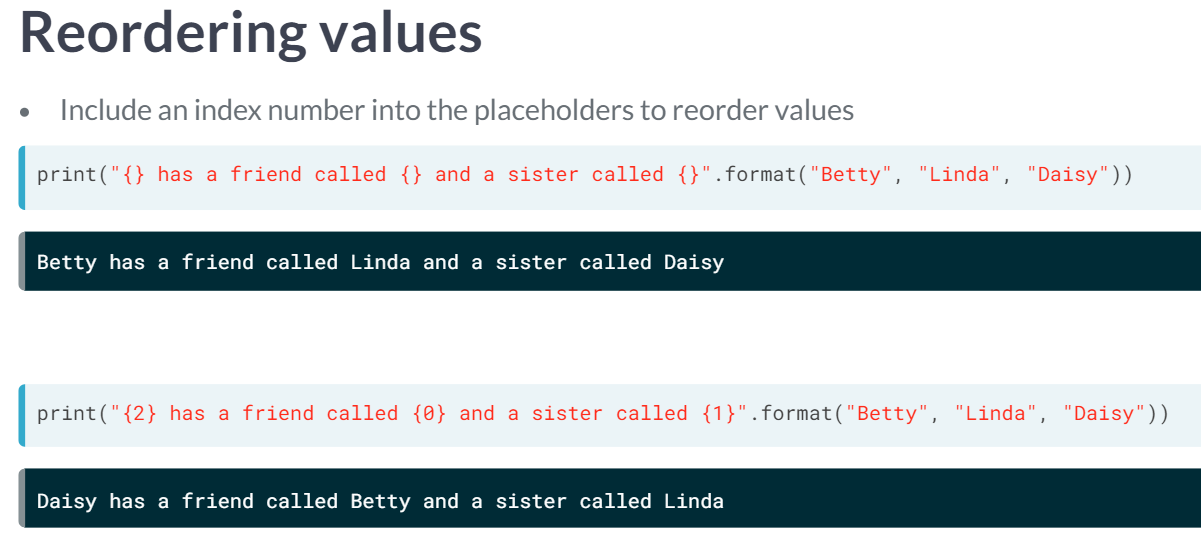 Reordering values
• Include an index number into the placeholders to reorder values
print("{} has a friend called {} and a sister called {}".format("Betty", "Linda", "Daisy"))
Betty has a friend called Linda and a sister called Daisy
print("{2} has a friend called {0} and a sister called {1}".format("Betty", "Linda", "Daisy"))
Daisy has a friend called Betty and a sister called Linda